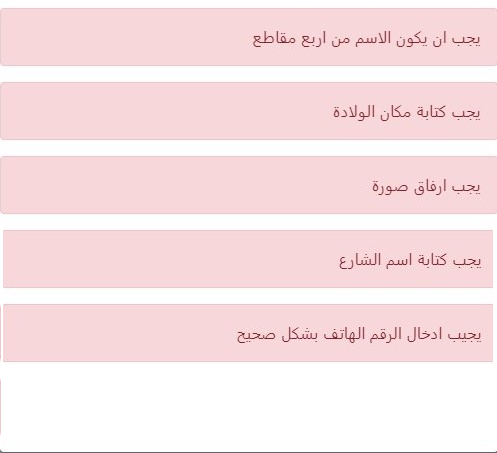 يجب ان يكون الاسم من اربع مقاطع
يجب كتابة مكان الولادة
يجب ارفاق صورة
يجب كتابة اسم الشارع
يجيب ادخال الرقم الهاتف بشكل صحيح